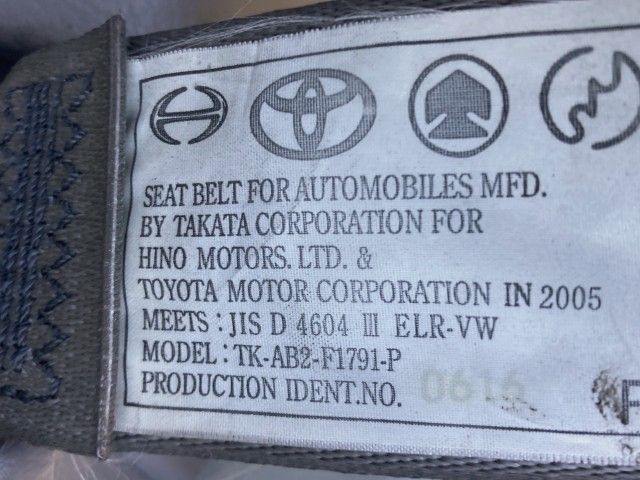 SEAT BELT FOR AUTOMOBILES MFD.
BY TAKATA CORPORATION FOR
HINO MOTORS. LTD. &
TOYOTA MOTOR CORPORATION IN 2005
MEETS : JIS D 4604 Ⅲ ELR-VW
MODEL : TK-AB2-F1791-P
PRODUCTION IDENT.NO. 0616